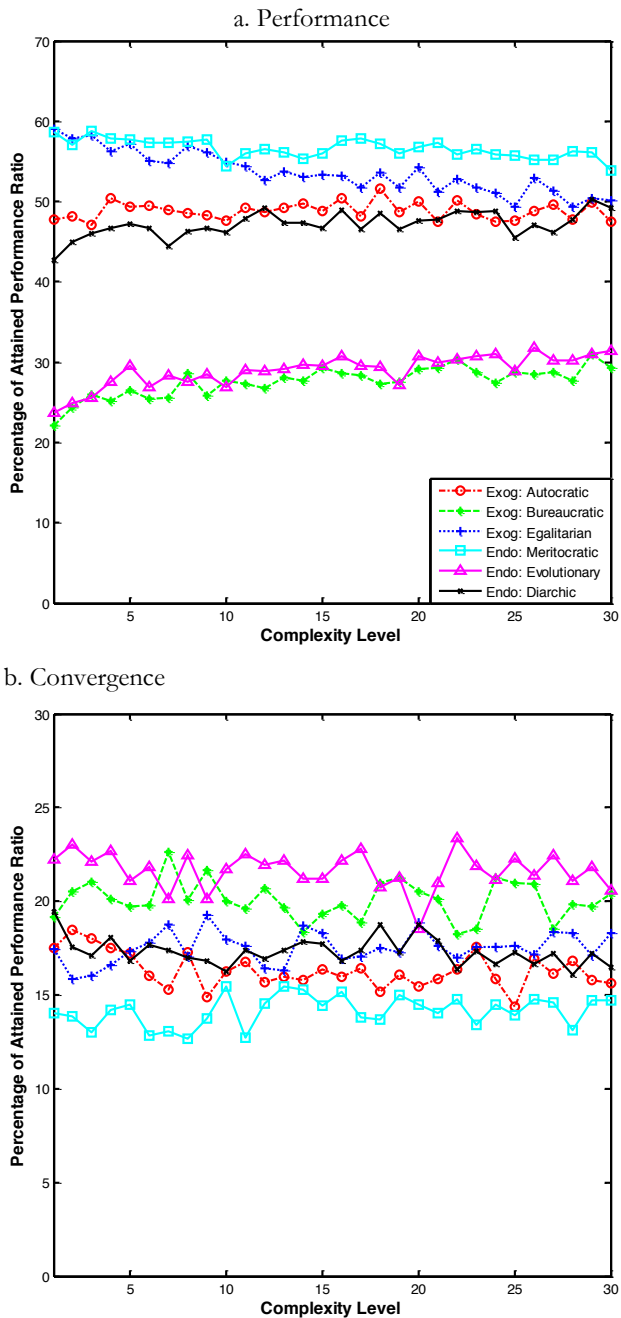 a. Performance
70
60
50
40
30
20
10
0
Percentage of Attained Performance Ratio
Exog: Autocratic
Exog: Bureaucratic
Exog: Egalitarian
Endo: Meritocratic
Endo: Evolutionary
Endo: Diarchic
5 10 15 20 25 30
Complexity Level
b. Convergence
30
25
20
15
10
5
0
Percentage of Attained Performance Ratio
5 10 15 20 25 30
Complexity Level